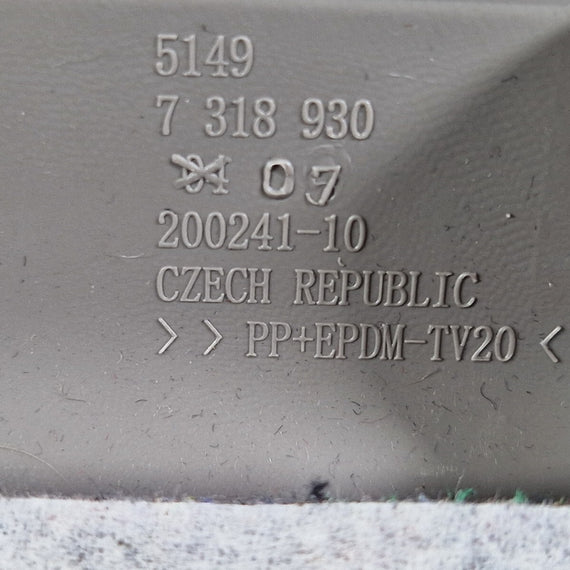 5149
7 318 930
07
200241-10
CZECH REPUBLIC
> > PP+EPDM-TV20 <